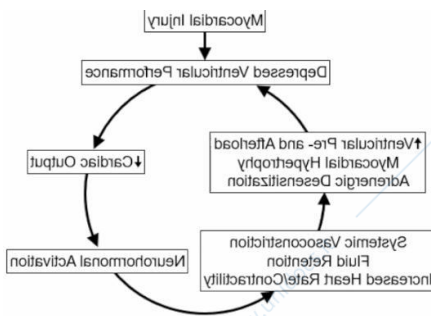 Myocardial Injury
Depressed Ventricular Performance
↓Cardiac Output
Neurohormonal Activation
Systemic Vasoconstriction
Fluid Retention
Increased Heart Rate/Contractility
↑Ventricular Pre- and Afterload
Myocardial Hypertrophy
Adrenergic Desensitization